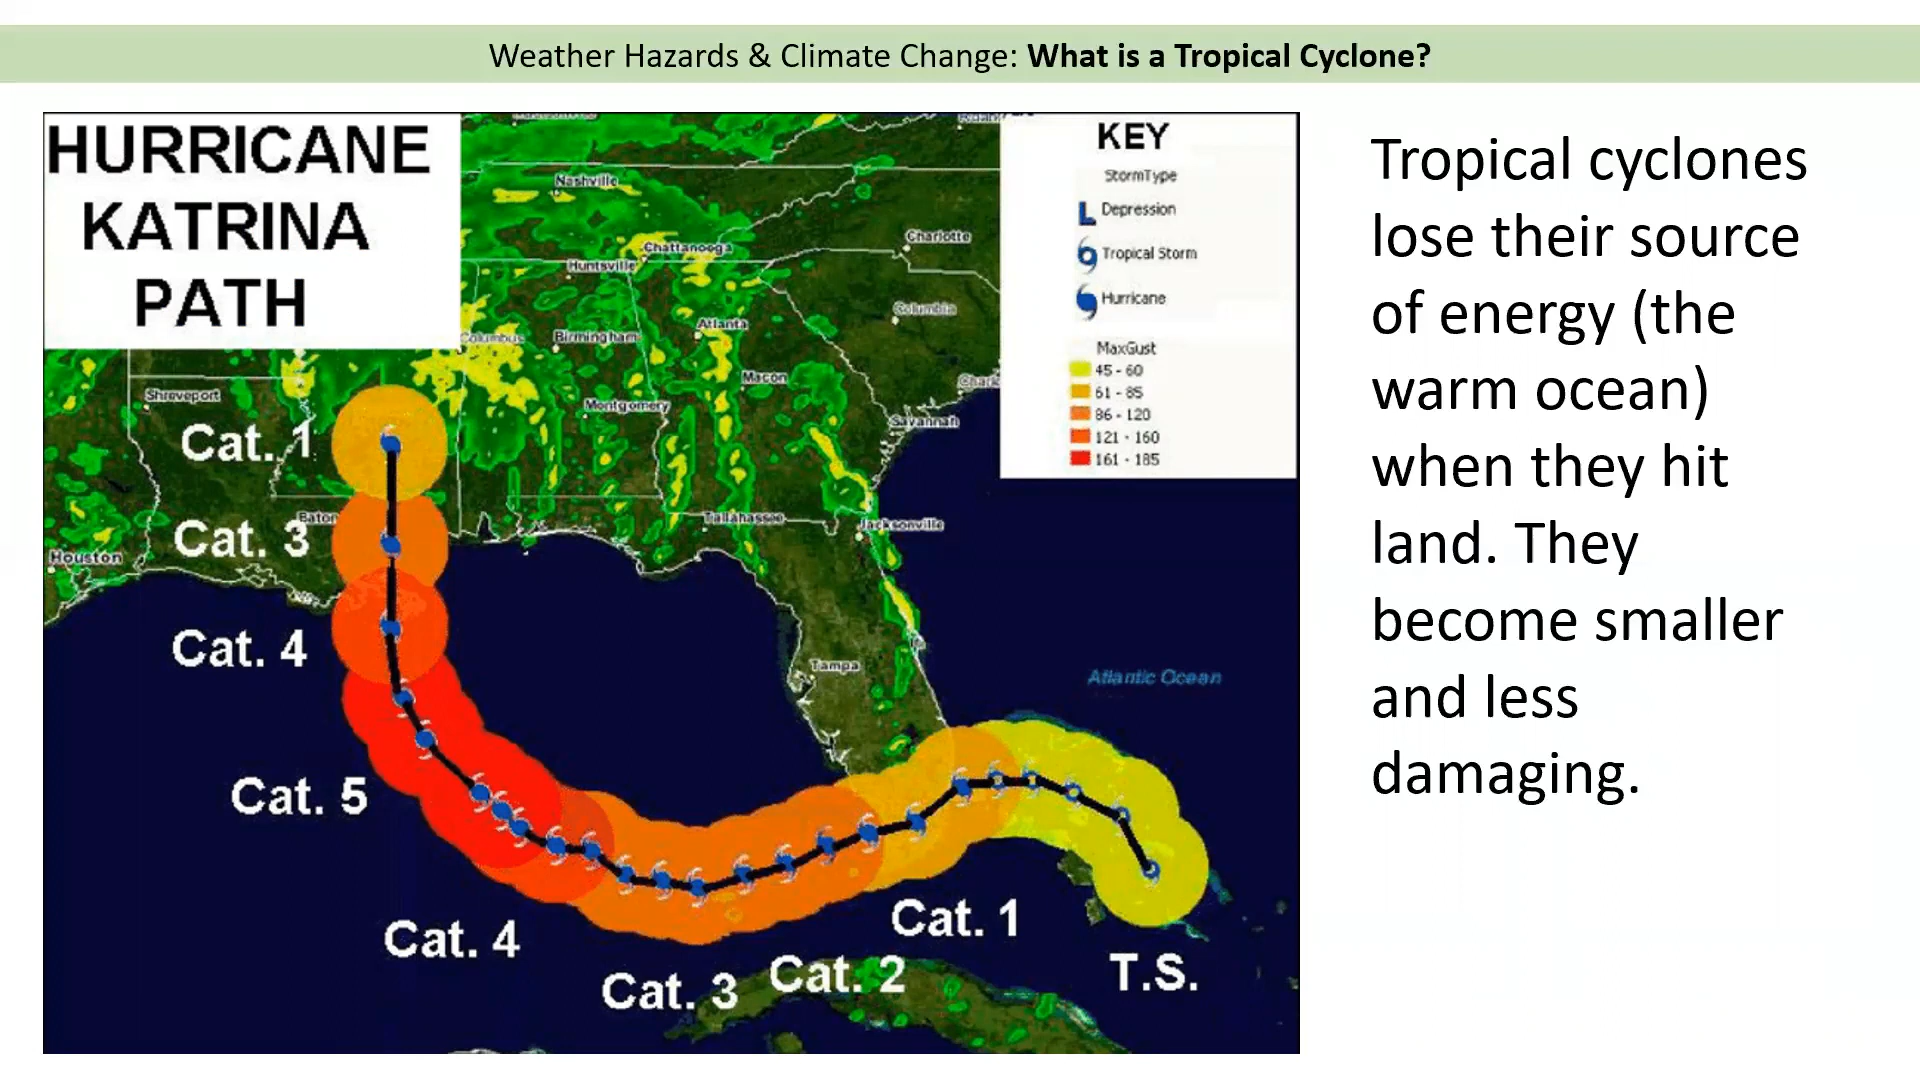 Weather Hazards & Climate Change: What is a Tropical Cyclone?
HURRICANE
KATRINA
PATH
KEY
StormType
Depression
Tropical Storm
Hurricane
MaxGust
45 - 60
61 - 85
86 - 120
121 - 160
161 - 185
Nashville
Chattanooga
Huntsville
Charlotte
Columbia
Atlanta
Birmingham
Columbus
Macon
Shreveport
Montgomery
Savannah
Cat. 1
Baton
Tallahassee
Jacksonville
Cat. 3
Houston
Cat. 4
Tampa
Atlantic Ocean
Cat. 5
Cat. 1
Cat. 4
Cat. 2
T.S.
Cat. 3
Tropical cyclones
lose their source
of energy (the
warm ocean)
when they hit
land. They
become smaller
and less
damaging.